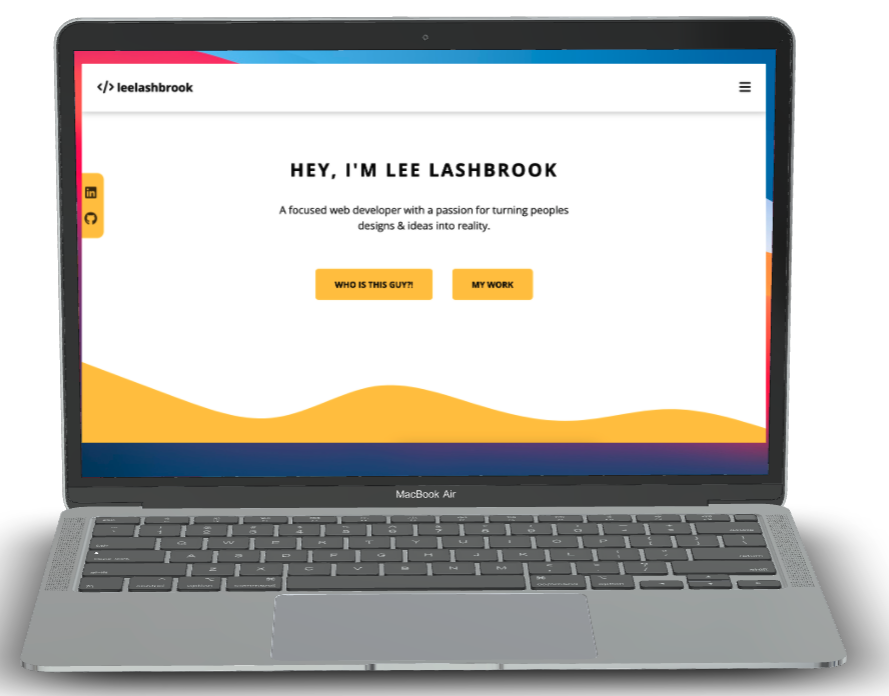 </> leelashbrook
HEY, I'M LEE LASHBROOK
A focused web developer with a passion for turning peoples
designs & ideas into reality.
WHO IS THIS GUY?!
MY WORK
MacBook Air